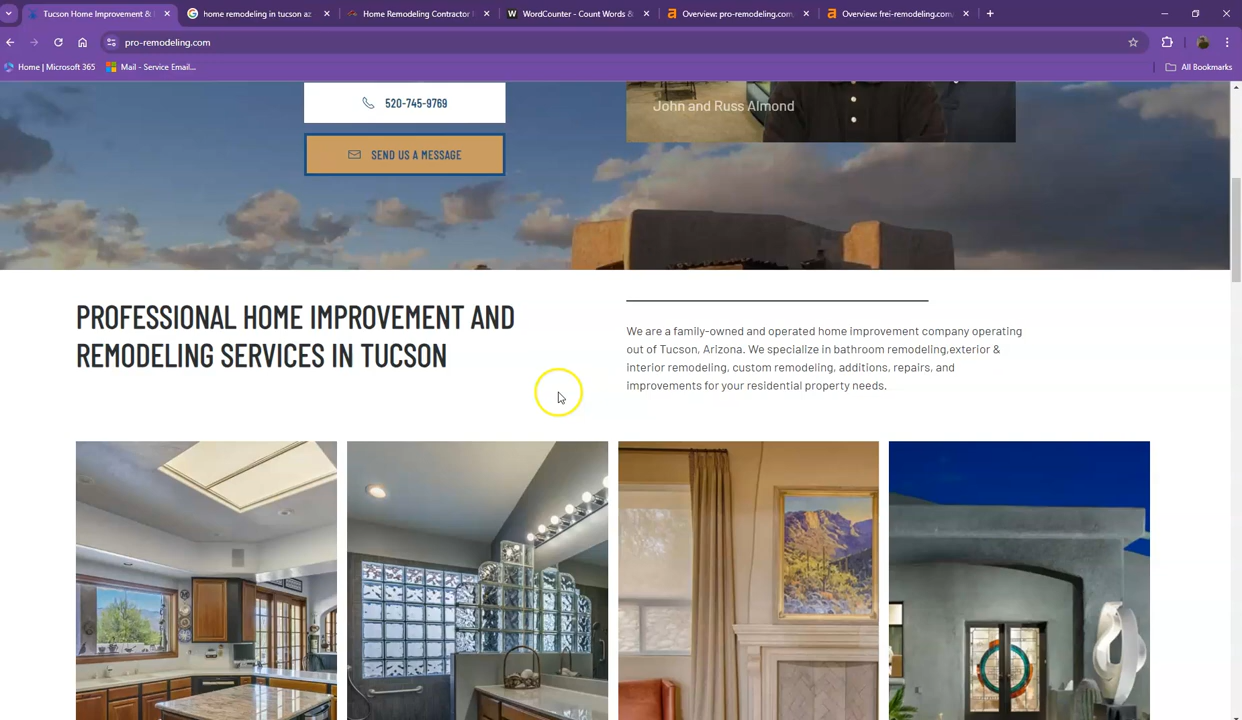 Tucson Home Improvement &
home remodeling in tucson az
Home Remodeling Contractor
WordCounter - Count Words &
Overview: pro-remodeling.com,
Overview: frei-remodeling.com,
pro-remodeling.com
Home | Microsoft 365
Mail - Service Email...
All Bookmarks
520-745-9769
SEND US A MESSAGE
John and Russ Almond
PROFESSIONAL HOME IMPROVEMENT AND
REMODELING SERVICES IN TUCSON
We are a family-owned and operated home improvement company operating
out of Tucson, Arizona. We specialize in bathroom remodeling,exterior &
interior remodeling, custom remodeling, additions, repairs, and
improvements for your residential property needs.